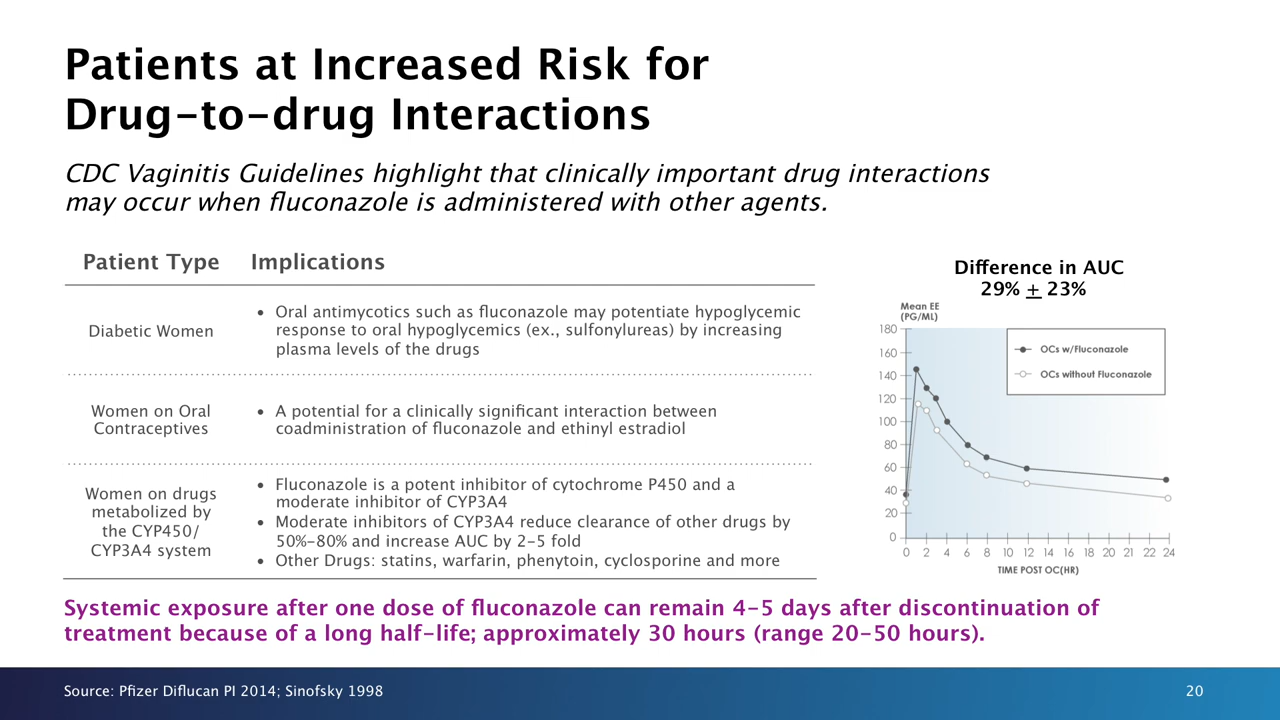 Patients at Increased Risk for
Drug-to-drug Interactions
CDC Vaginitis Guidelines highlight that clinically important drug interactions
may occur when fluconazole is administered with other agents.
Patient Type
Implications
Diabetic Women
• Oral antimycotics such as fluconazole may potentiate hypoglycemic
response to oral hypoglycemics (ex., sulfonylureas) by increasing
plasma levels of the drugs
Women on Oral
Contraceptives
• A potential for a clinically significant interaction between
coadministration of fluconazole and ethinyl estradiol
Women on drugs
metabolized by
the CYP450/
CYP3A4 system
• Fluconazole is a potent inhibitor of cytochrome P450 and a
moderate inhibitor of CYP3A4
• Moderate inhibitors of CYP3A4 reduce clearance of other drugs by
50%-80% and increase AUC by 2-5 fold
• Other Drugs: statins, warfarin, phenytoin, cyclosporine and more
Difference in AUC
29% ± 23%
Mean EE
(PG/ML)
180
160
140
120
100
80
60
40
20
0
OCs w/Fluconazole
OCs without Fluconazole
0 2 4 6 8 10 12 14 16 18 20 21 22 24
TIME POST OC(HR)
Systemic exposure after one dose of fluconazole can remain 4-5 days after discontinuation of
treatment because of a long half-life; approximately 30 hours (range 20-50 hours).
Source: Pfizer Diflucan PI 2014; Sinofsky 1998
20